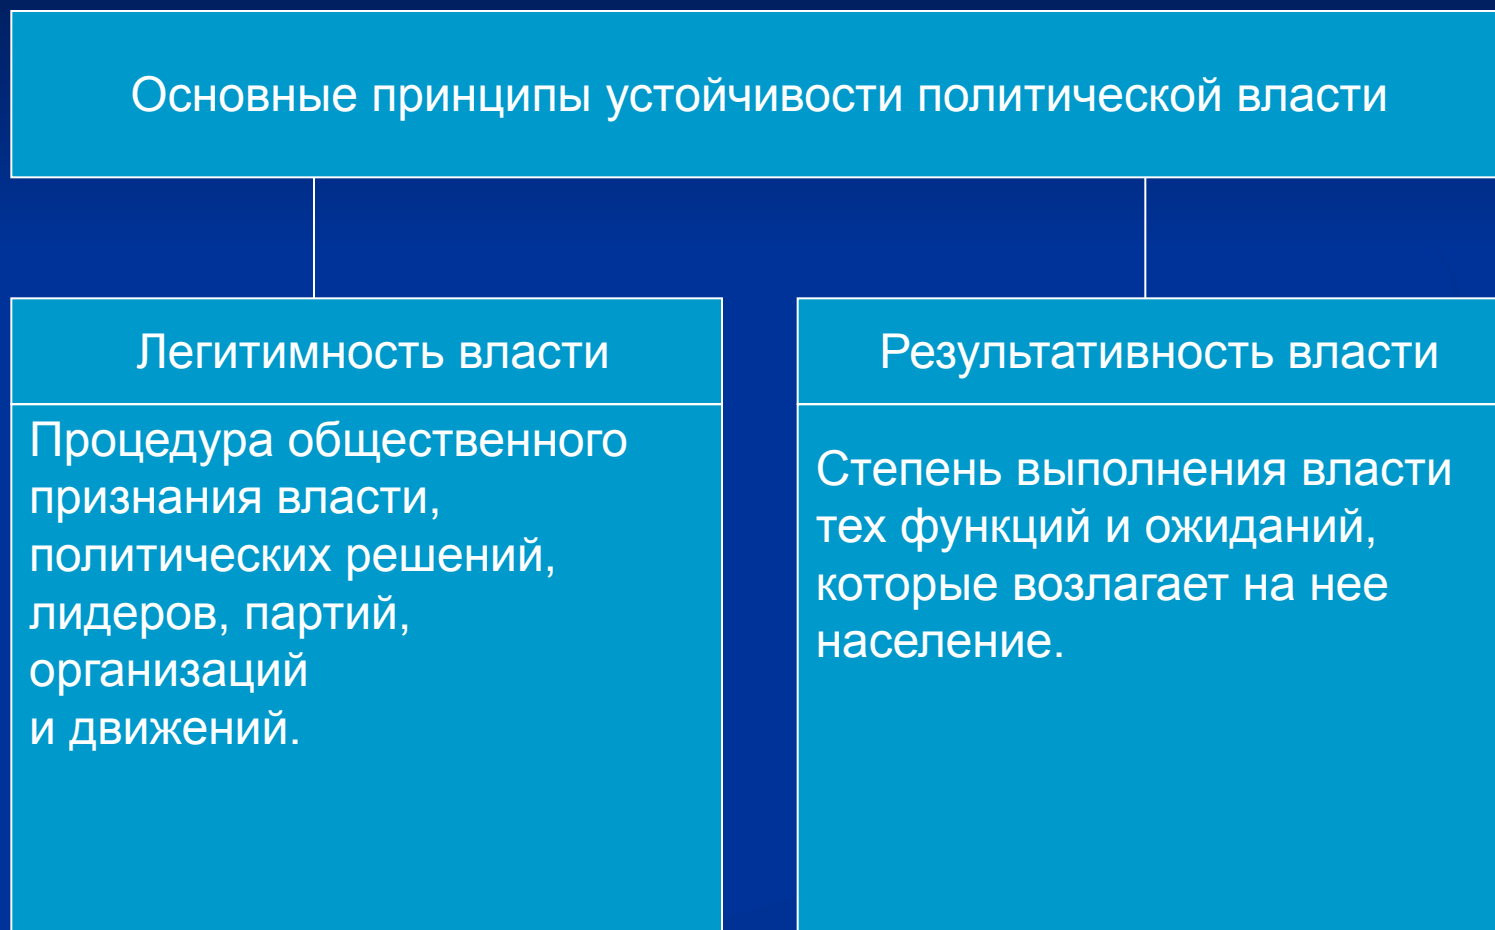 Основные принципы устойчивости политической власти
Легитимность власти
Процедура общественного
признания власти,
политических решений,
лидеров, партий,
организаций
и движений.
Результативность власти
Степень выполнения власти
тех функций и ожиданий,
которые возлагает на нее
население.